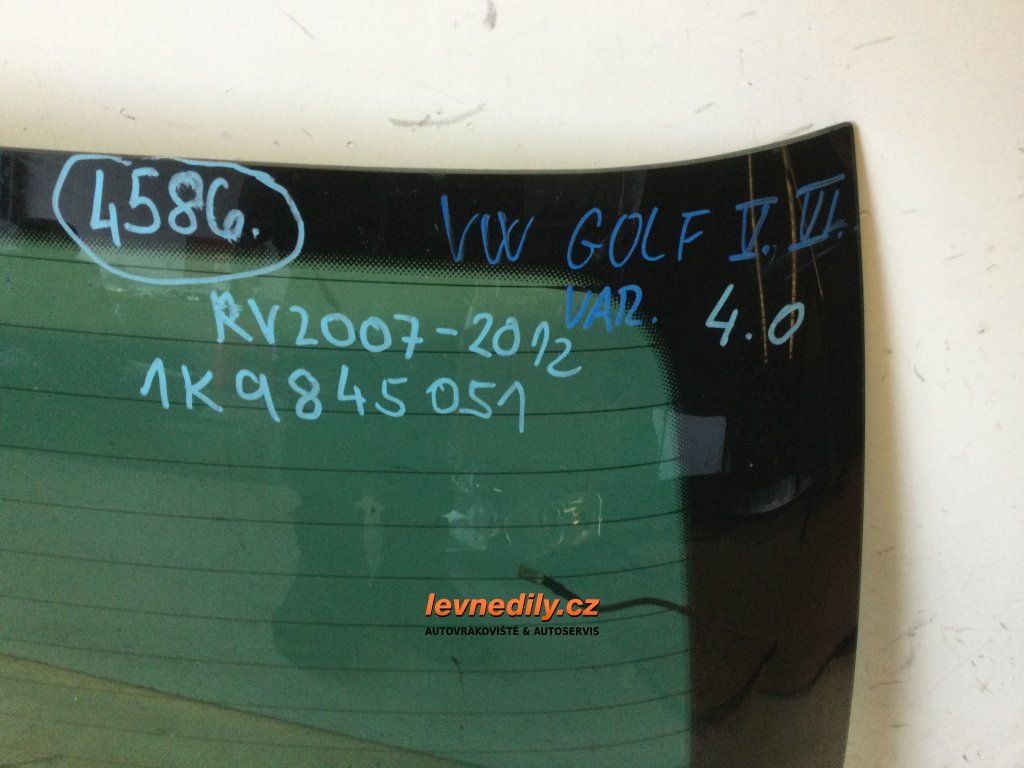 4586.
VW GOLF V., VI.
VAR. 4.0
RV2007-2012
1K9845051
levnedily.cz
AUTOVRAKOVIŠTĚ & AUTOSERVIS